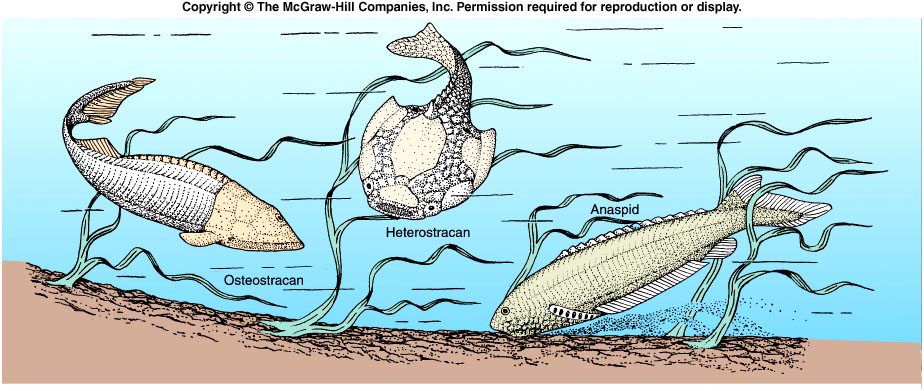 Copyright © The McGraw-Hill Companies, Inc. Permission required for reproduction or display.
Anaspid
Heterostracan
Osteostracan